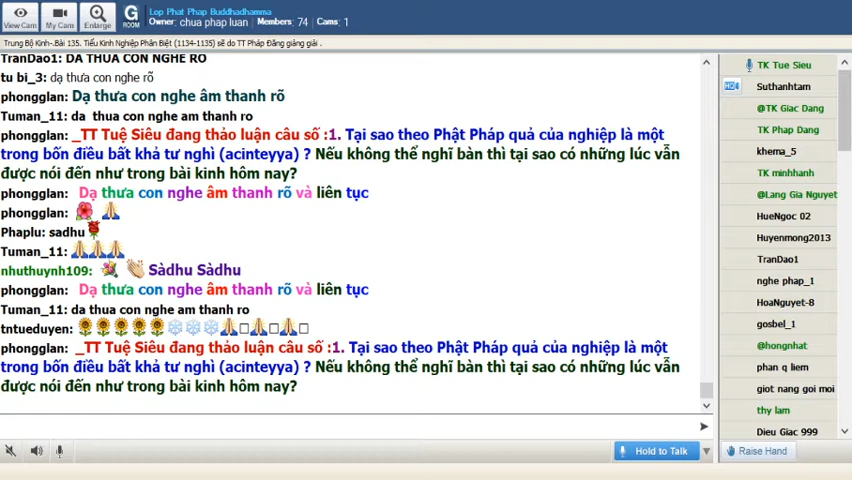 Lop Phat Phap Buddhadhamma
Owner: chua phap luan Members: 74 Cams: 1
View Cam My Cam Enlarge G ROOM
Trung Bộ Kinh-.Bài 135. Tiểu Kinh Nghiệp Phân Biệt (1134-1135) sẽ do TT Pháp Đăng giảng giải .
TranDao1: DA THUA CON NGHE RO
tu bi_3: dạ thưa con nghe rõ
phongglan: Dạ thưa con nghe âm thanh rõ
Tuman_11: da thua con nghe am thanh ro
phongglan: _TT Tuệ Siêu đang thảo luận câu số :1. Tại sao theo Phật Pháp quả của nghiệp là một
trong bốn điều bất khả tư nghì (acinteyya) ? Nếu không thể nghĩ bàn thì tại sao có những lúc vẫn
được nói đến như trong bài kinh hôm nay?
phongglan: Dạ thưa con nghe âm thanh rõ và liên tục
phongglan: 🌺 🙏
Phaplu: sadhu🌹
Tuman_11: 🙏🙏🙏
nhuthuynh109: 💐 👏 Sàdhu Sàdhu
phongglan: Dạ thưa con nghe âm thanh rõ và liên tục
Tuman_11: da thua con nghe am thanh ro
tntueduyen: 🌻🌻🌻🌻🌻❄️❄️❄️🙏□🙏□🙏□
phongglan: _TT Tuệ Siêu đang thảo luận câu số :1. Tại sao theo Phật Pháp quả của nghiệp là một
trong bốn điều bất khả tư nghì (acinteyya) ? Nếu không thể nghĩ bàn thì tại sao có những lúc vẫn
được nói đến như trong bài kinh hôm nay?
TK Tue Sieu
Suthanhtam
@TK Giac Dang
TK Phap Dang
khema_5
TK minhhanh
@Lang Gia Nguyet
HueNgoc 02
Huyenmong2013
TranDao1
nghe phap_1
HoaNguyet-8
gosbel_1
@hongnhat
phan q liem
giot nang goi moi
thy lam
Dieu Giac 999
Hold to Talk
Raise Hand